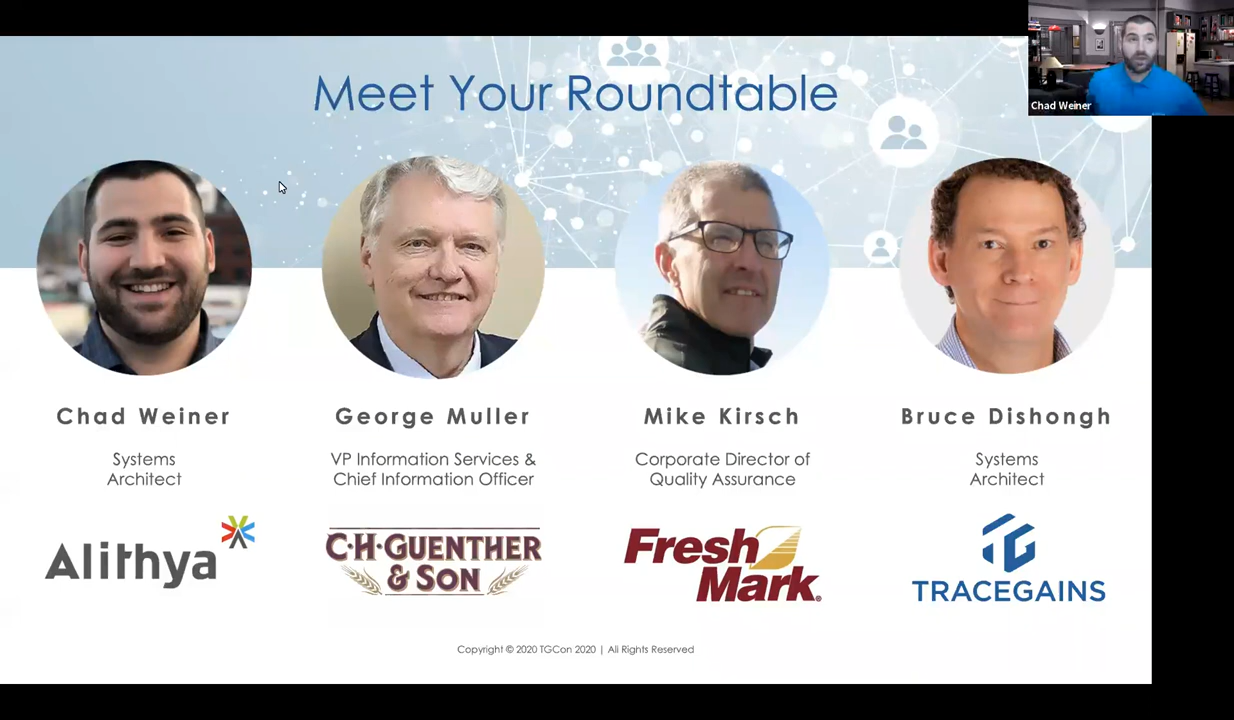 Meet Your Roundtable
Chad Weiner
Chad Weiner
George Muller
Mike Kirsch
Bruce Dishongh
Systems
Architect
VP Information Services &
Chief Information Officer
Corporate Director of
Quality Assurance
Systems
Architect
Alithya
C·H·GUENTHER
& SON
Fresh
Mark®
TG
TRACEGAINS
Copyright © 2020 TGCon 2020 | All Rights Reserved